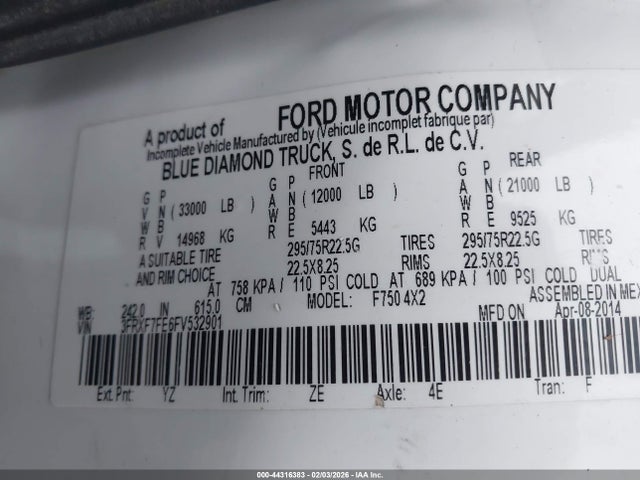 A product of FORD MOTOR COMPANY
Incomplete Vehicle Manufactured by (Vehicule incomplet fabrique par)
BLUE DIAMOND TRUCK, S. de R.L. de C.V.
FRONT REAR
G P G P G P
V N (33000 LB) A N (12000 LB) A N (21000 LB)
W B W B W B
R V 14968 KG R E 5443 KG R E 9525 KG
A SUITABLE TIRE 295/75R22.5G TIRES 295/75R22.5G TIRES
AND RIM CHOICE 22.5X8.25 RIMS 22.5X8.25 RIMS
AT 758 KPA/ 110 PSI COLD AT 689 KPA/ 100 PSI COLD DUAL
WB: 242.0 IN 615.0 CM MODEL: F750 4X2 ASSEMBLED IN MEX
VIN 3FRXF7FE6FV532901 MFD ON Apr-08-2014
Ext. Pnt: YZ Int. Trim: ZE Axle: 4E Tran: F
000-44316383 - 02/03/2026 - IAA Inc.